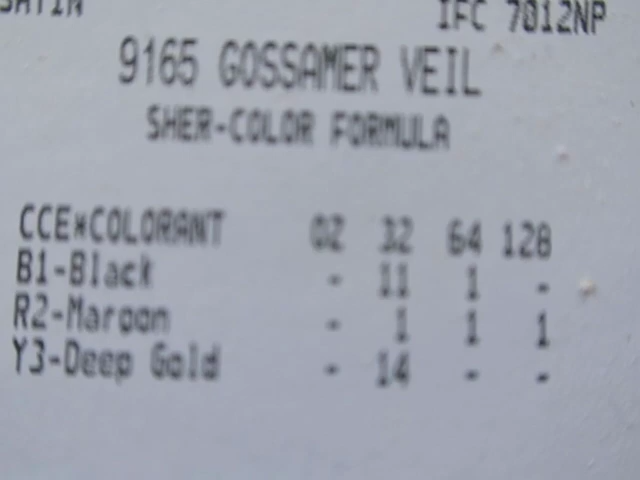 SATIN IFC 7012NP
9165 GOSSAMER VEIL
SHER-COLOR FORMULA
CCE*COLORANT OZ 32 64 128
B1-Black - 11 1 -
R2-Maroon - 1 1 1
Y3-Deep Gold - 14 - -